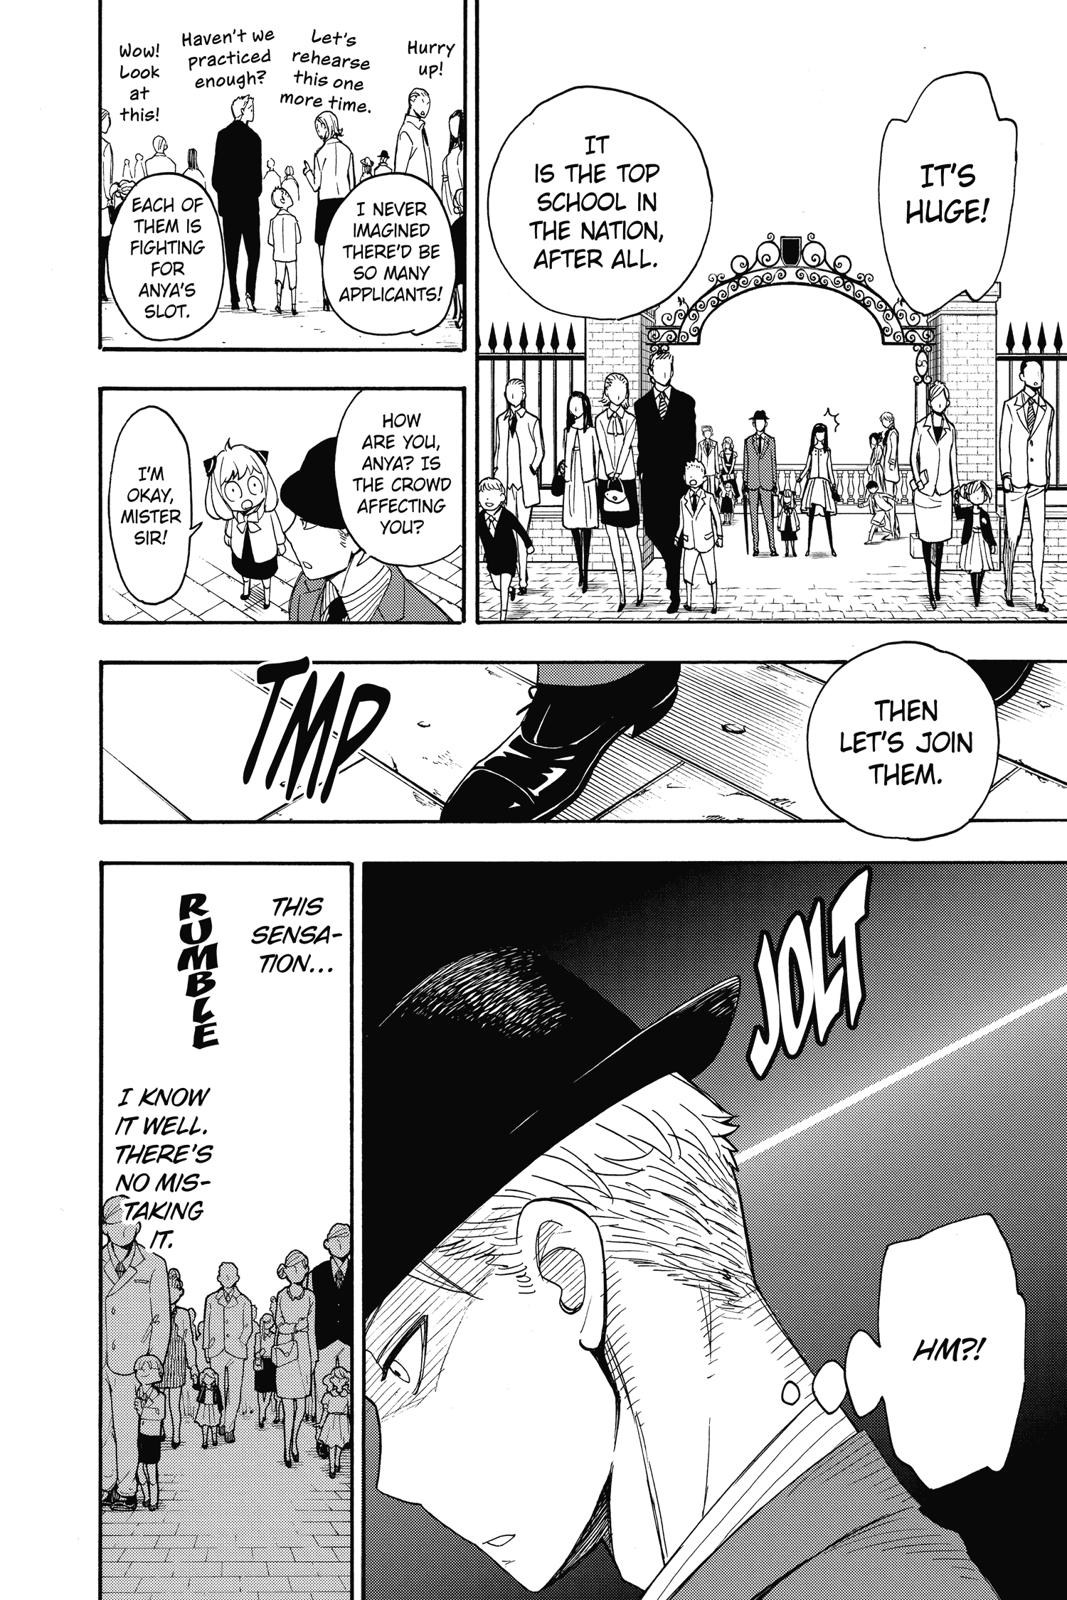 IT'S
HUGE!
IT
IS THE TOP
SCHOOL IN
THE NATION,
AFTER ALL.
Hurry
up!
Let's
rehearse
this one
more time.
Haven't we
practiced
enough?
Wow!
Look
at
this!
I NEVER
IMAGINED
THERE'D BE
SO MANY
APPLICANTS!
EACH OF
THEM IS
FIGHTING
FOR
ANYA'S
SLOT.
HOW
ARE YOU,
ANYA? IS
THE CROWD
AFFECTING
YOU?
I'M
OKAY,
MISTER
SIR!
THEN
LET'S JOIN
THEM.
TMP
JOLT
HM?!
THIS
SENSA-
TION...
RUMBLE
I KNOW
IT WELL.
THERE'S
NO MIS-
TAKING
IT.